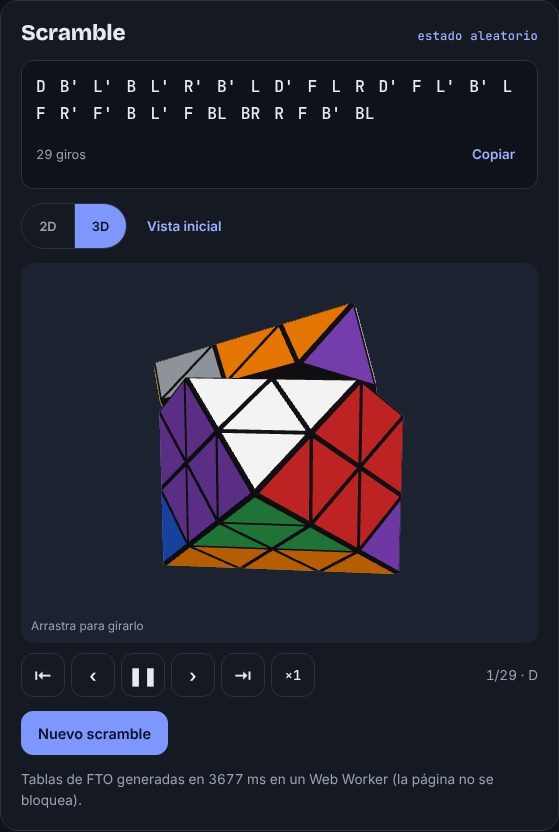 Scramble
estado aleatorio
D B' L' B L' R' B' L D' F L R D' F L' B' L
F R' F' B L' F BL BR R F B' BL
29 giros
Copiar
2D
3D
Vista inicial
Arrastra para girarlo
×1
1/29 · D
Nuevo scramble
Tablas de FTO generadas en 3677 ms en un Web Worker (la página no se
bloquea).